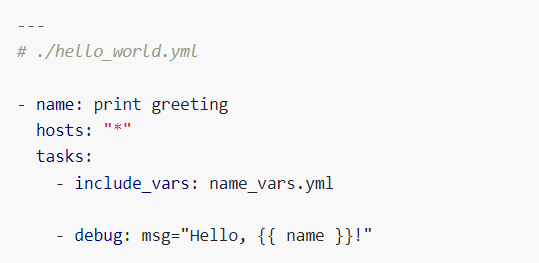 ---
# ./hello_world.yml
- name: print greeting
  hosts: "*"
  tasks:
    - include_vars: name_vars.yml
    - debug: msg="Hello, {{ name }}!"